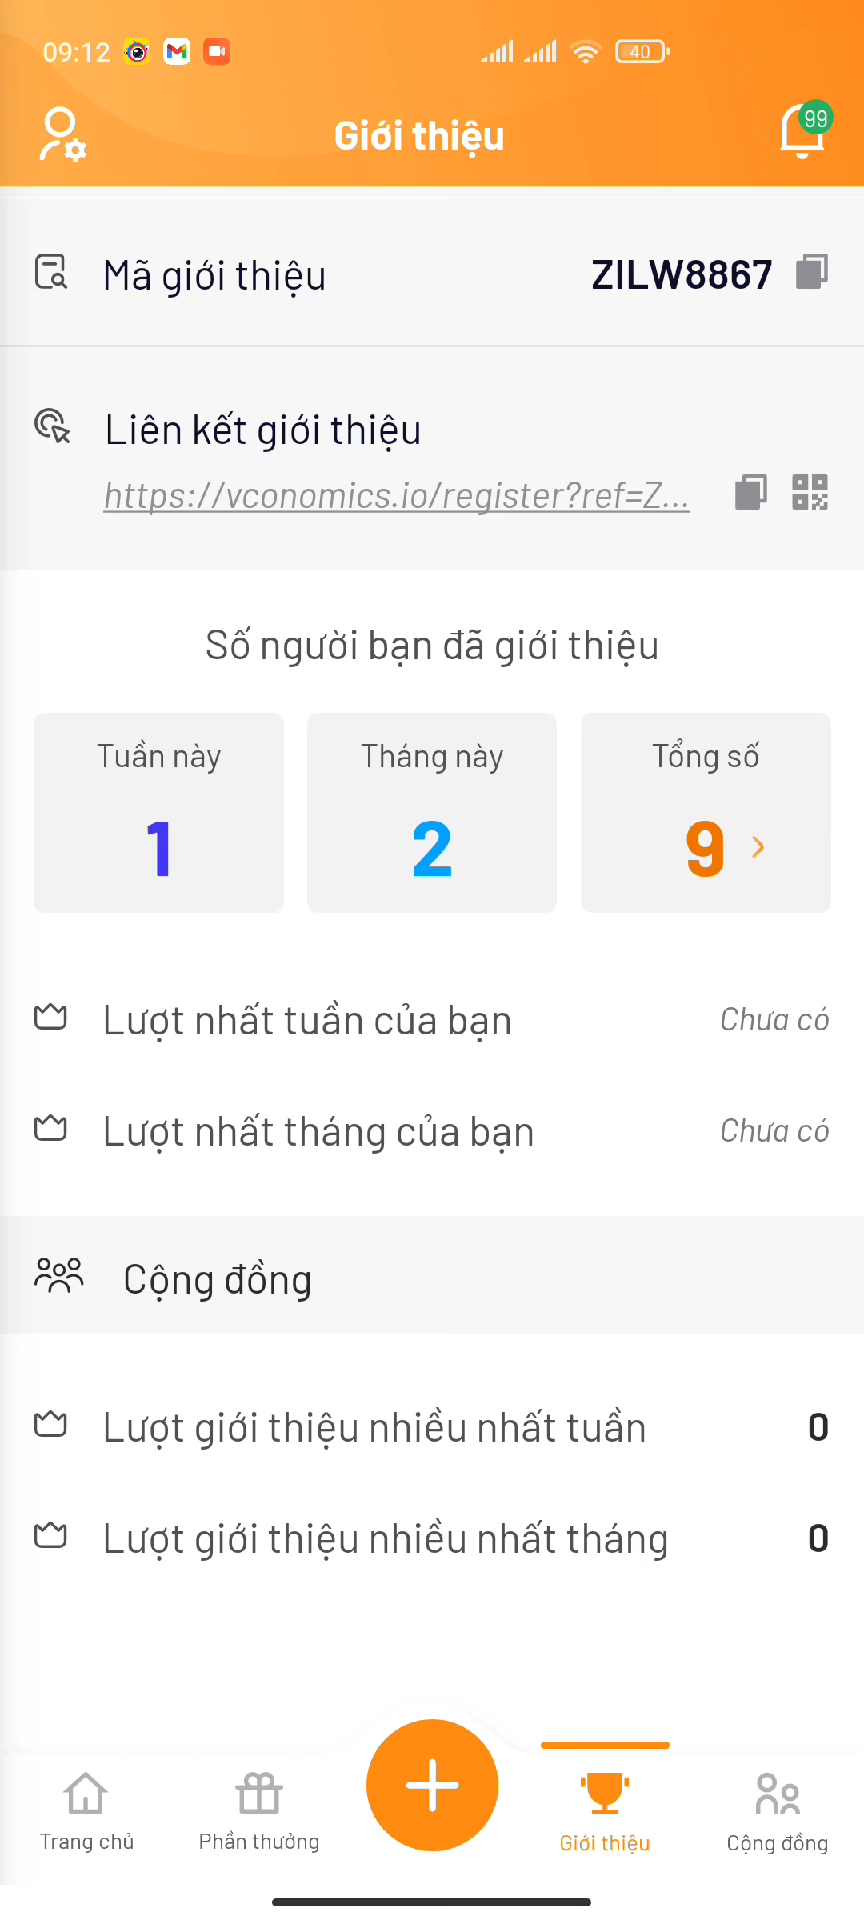 09:12
40
Giới thiệu
99
Mã giới thiệu ZILW8867
Liên kết giới thiệu
https://vconomics.io/register?ref=Z...
Số người bạn đã giới thiệu
Tuần này Tháng này Tổng số
1 2 9
Lượt nhất tuần của bạn Chưa có
Lượt nhất tháng của bạn Chưa có
Cộng đồng
Lượt giới thiệu nhiều nhất tuần 0
Lượt giới thiệu nhiều nhất tháng 0
Trang chủ Phần thưởng Giới thiệu Cộng đồng